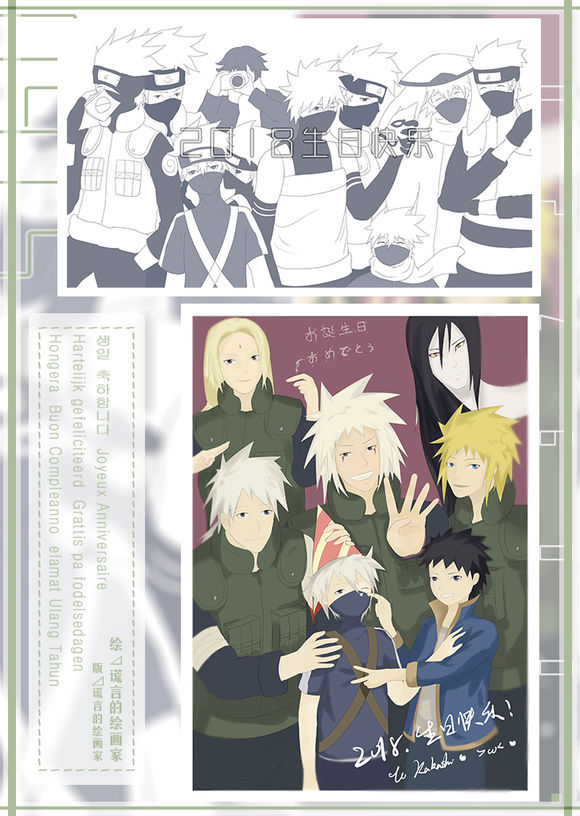 2018生日快乐
お誕生日
おめでとう
생일 축하합니다 Joyeux Anniversaire
Hartelijk gefeliciteerd Grattis pa fodelsedagen
Hongera Buon Compleanno elamat Ulang Tahun
绘⊿谎言的绘画家
版⊿谎言的绘画家
2018.生日快乐!
Kakashi